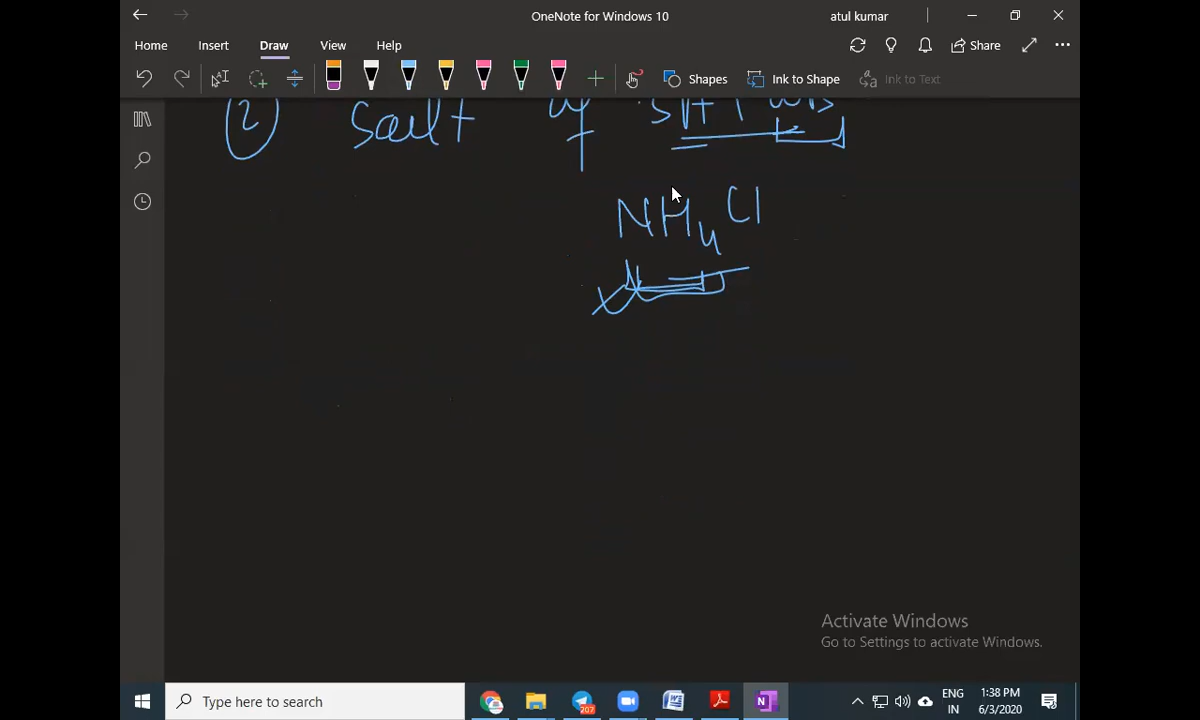 OneNote for Windows 10
atul kumar
Home Insert Draw View Help
Share
Shapes Ink to Shape Ink to Text
2 Salt of
NH4Cl
Activate Windows
Go to Settings to activate Windows.
Type here to search
207
ENG
IN
1:38 PM
6/3/2020